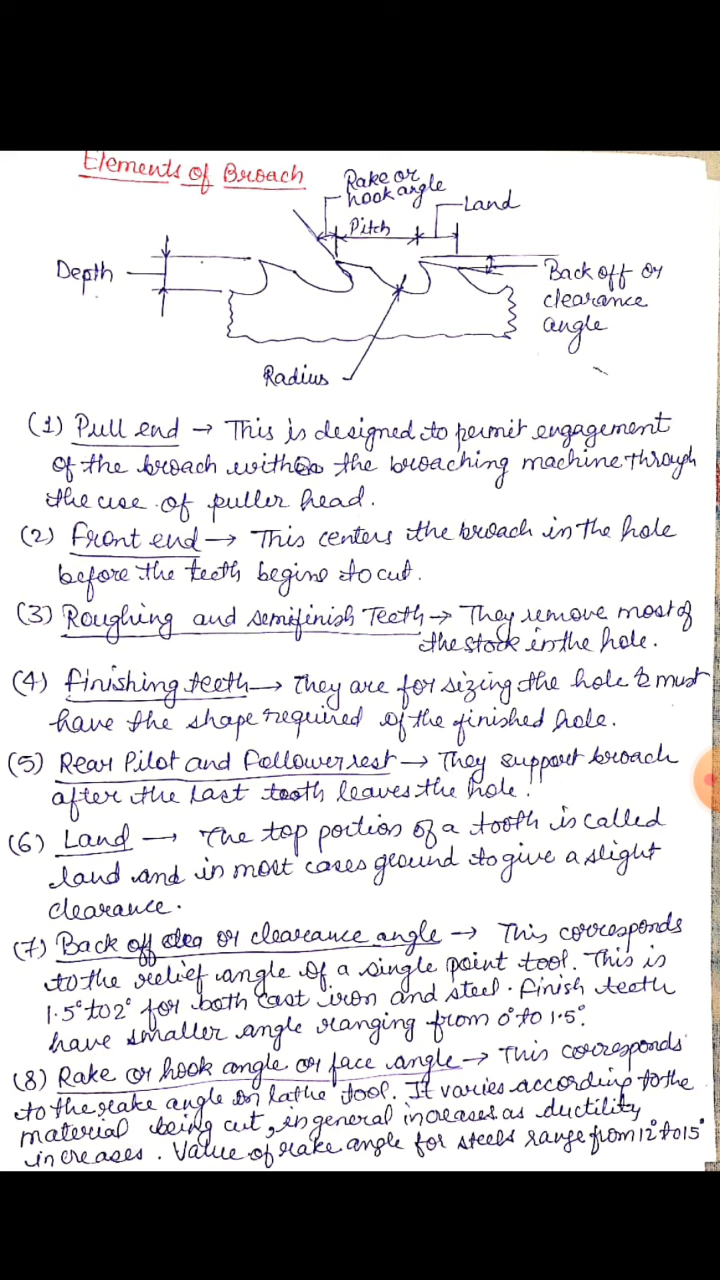 Elements of Broach
Rake or
hook angle
Land
Pitch
Depth
Back off or
clearance
angle
Radius
(1) Pull end → This is designed to permit engagement
of the broach with the broaching machine through
the use of puller head.
(2) Front end → This centers the broach in the hole
before the teeth begins to cut.
(3) Roughing and semifinish Teeth → They remove most of
the stock in the hole.
(4) Finishing teeth → They are for sizing the hole & must
have the shape required of the finished hole.
(5) Rear Pilot and Follower rest → They support broach
after the last tooth leaves the hole.
(6) Land — The top portion of a tooth is called
land and in most cases ground to give a slight
clearance.
(7) Back off or clearance angle → This corresponds
to the relief angle of a single point tool. This is
1.5° to 2° for both cast iron and steel. Finish teeth
have smaller angle ranging from 0° to 1.5°.
(8) Rake or hook angle or face angle → This corresponds
to the rake angle on lathe tool. It varies according to the
material being cut, in general increases as ductility
increases. Value of rake angle for steels range from 12° to 15°